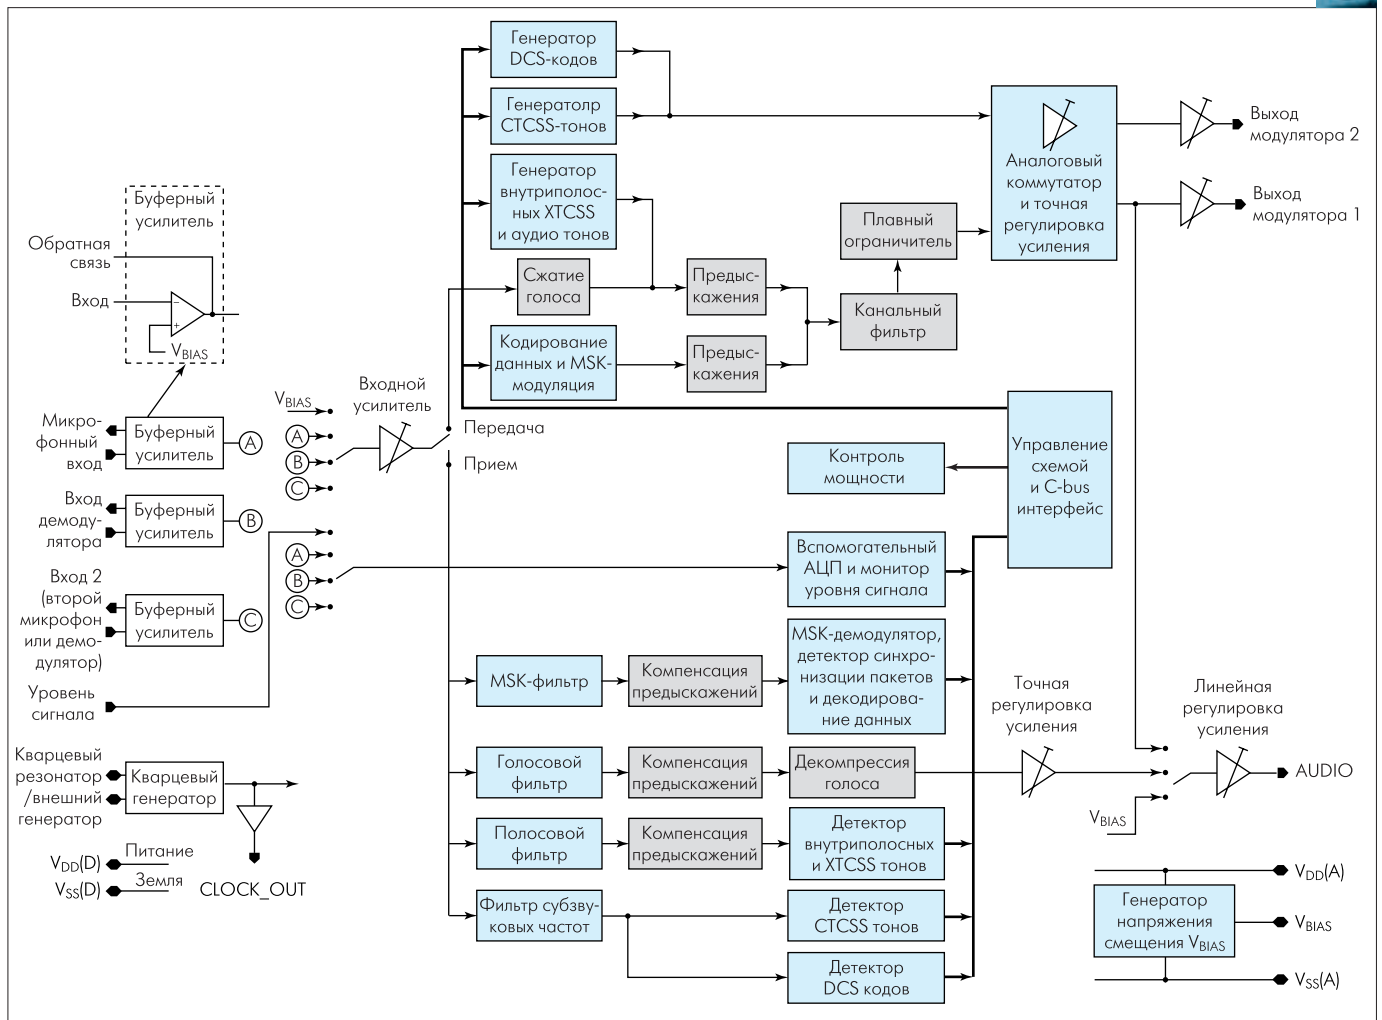 Генератор
DCS-кодов
Генератолр
CTCSS-тонов
Генератор
внутриполос-
ных XTCSS
и аудио тонов
Сжатие
голоса
Кодирование
данных и MSK-
модуляция
Предыс-
кажения
Предыс-
кажения
Плавный
ограничитель
Канальный
фильтр
Аналоговый
коммутатор
и точная
регулировка
усиления
Выход
модулятора 2
Выход
модулятора 1
Буферный
усилитель
Обратная
связь
Вход
−
+
VBIAS
Микро-
фонный
вход
Буферный
усилитель
A
Вход
демоду-
лятора
Буферный
усилитель
B
Вход 2
(второй
микрофон
или демо-
дулятор)
Буферный
усилитель
C
Уровень
сигнала
VBIAS
A
B
C
Входной
усилитель
Передача
Прием
A
B
C
Контроль
мощности
Управление
схемой
и C-bus
интерфейс
Вспомогательный
АЦП и монитор
уровня сигнала
MSK-фильтр
Компенсация
предыскажений
MSK-демодулятор,
детектор синхро-
низации пакетов
и декодирова-
ние данных
Голосовой
фильтр
Компенсация
предыскажений
Декомпрессия
голоса
Точная
регулировка
усиления
Линейная
регулировка
усиления
AUDIO
VBIAS
Полосовой
фильтр
Компенсация
предыскажений
Детектор
внутриполосных
и XTCSS тонов
Фильтр субзву-
ковых частот
Детектор
CTCSS тонов
Детектор
DCS кодов
Кварцевый
резонатор
/внешний
генератор
Кварцевый
генератор
CLOCK_OUT
VDD(D)
Питание
VSS(D)
Земля
VDD(A)
Генератор
напряжения
смещения VBIAS
VBIAS
VSS(A)